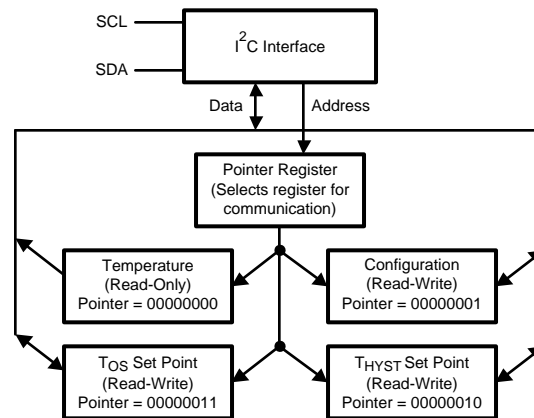 SCL
I²C Interface
SDA
Data
Address
Pointer Register
(Selects register for
communication)
Temperature
(Read-Only)
Pointer = 00000000
Configuration
(Read-Write)
Pointer = 00000001
TOS Set Point
(Read-Write)
Pointer = 00000011
THYST Set Point
(Read-Write)
Pointer = 00000010